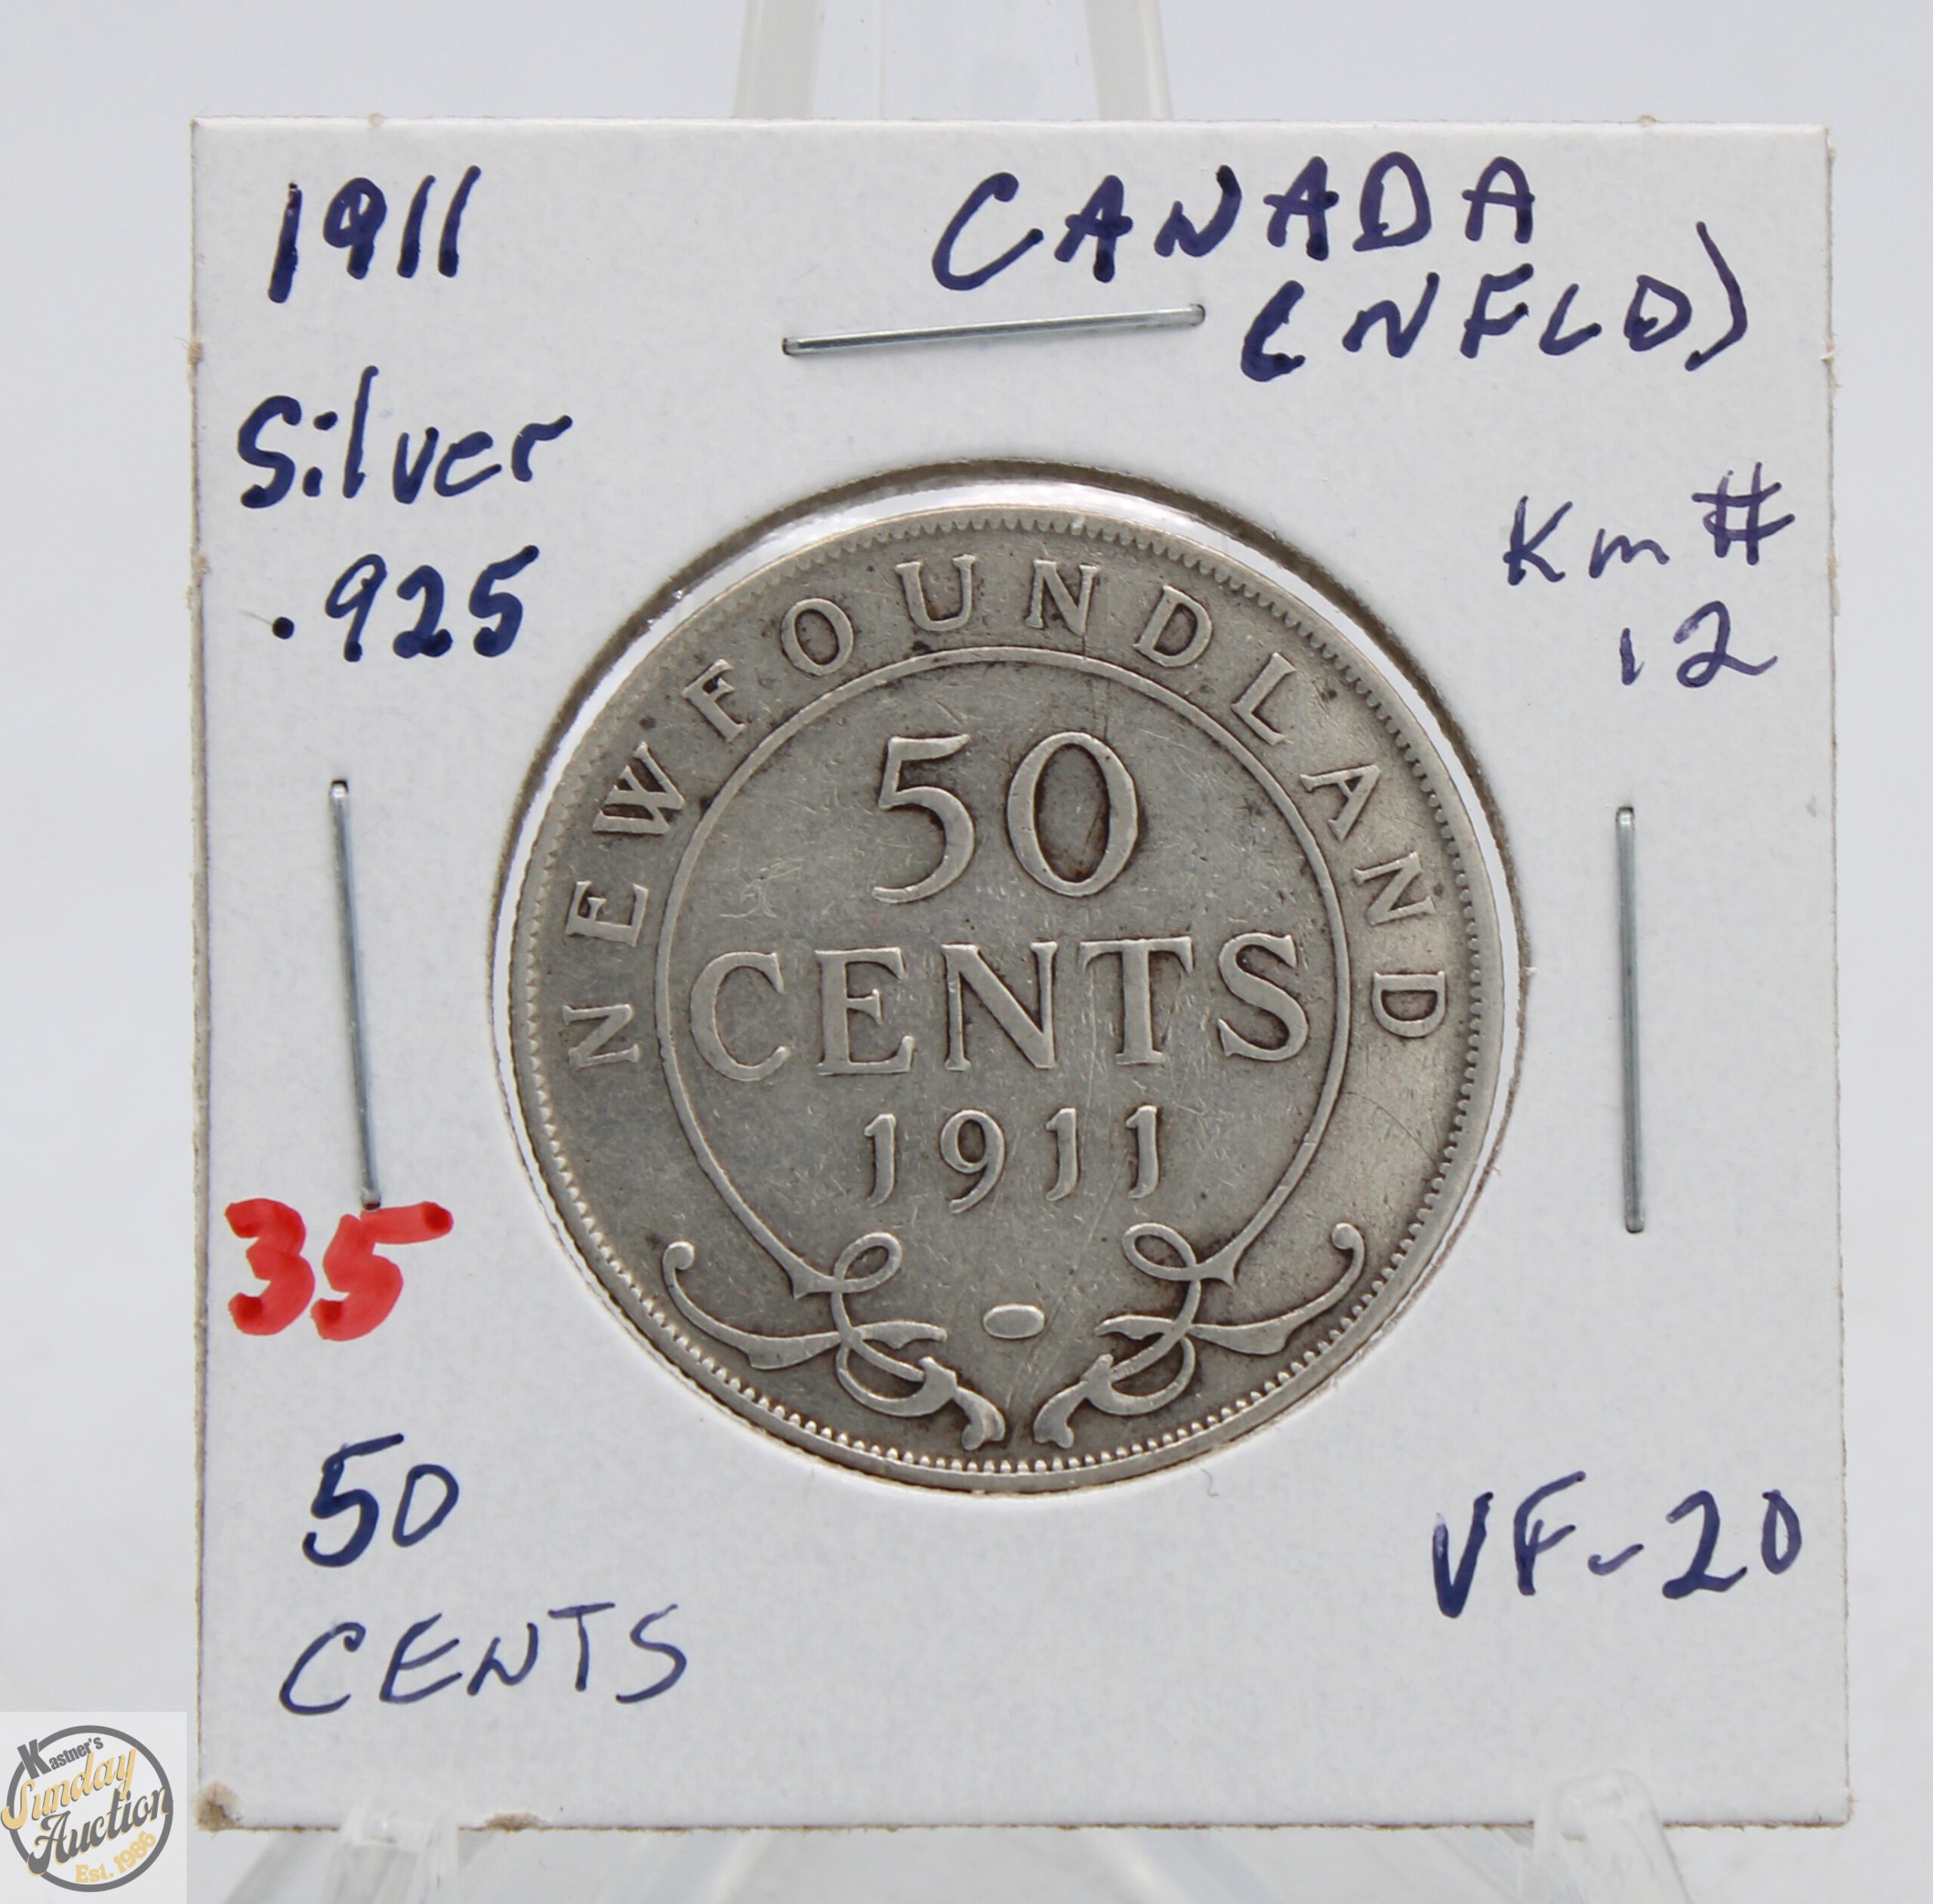 1911
CANADA
(NFLD)
Silver
.925
Km #
12
NEWFOUNDLAND
50
CENTS
1911
35
50
CENTS
VF-20
Kastner's
Sunday
Auction
Est. 1986